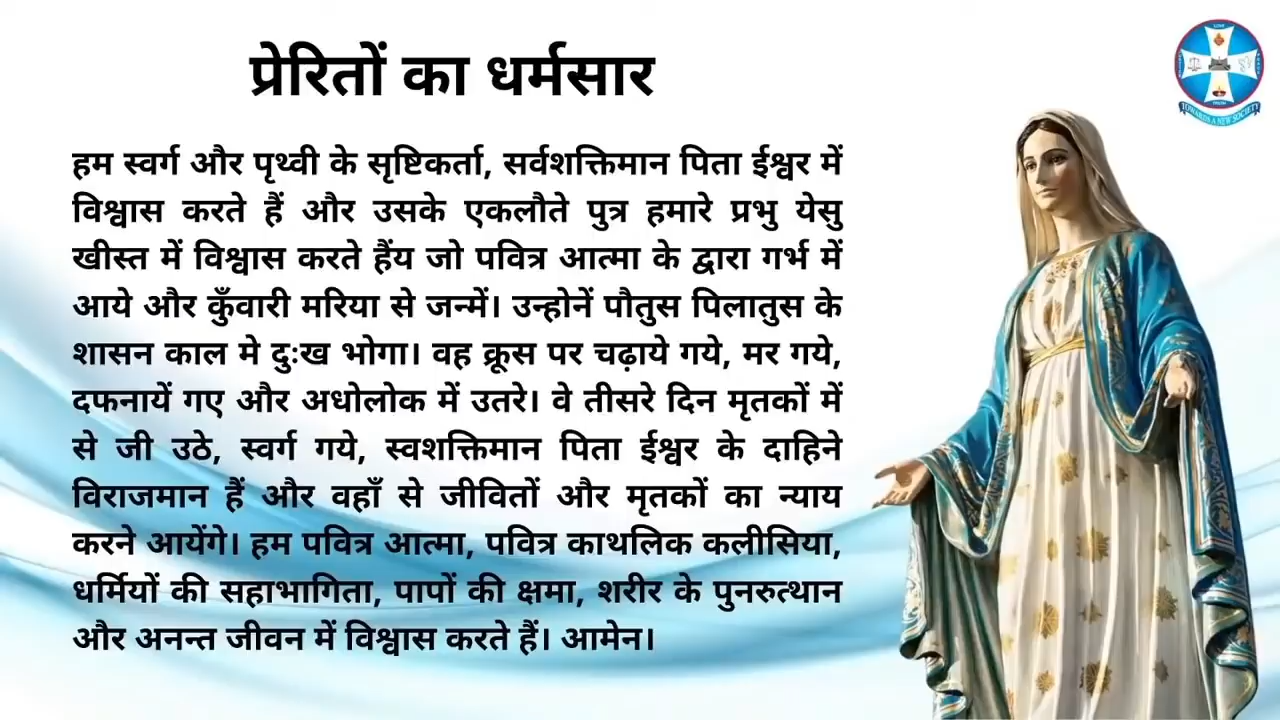 प्रेरितों का धर्मसार
हम स्वर्ग और पृथ्वी के सृष्टिकर्ता, सर्वशक्तिमान पिता ईश्वर में
विश्वास करते हैं और उसके एकलौते पुत्र हमारे प्रभु येसु
खीस्त में विश्वास करते हैंय जो पवित्र आत्मा के द्वारा गर्भ में
आये और कुँवारी मरिया से जन्में। उन्होनें पौतुस पिलातुस के
शासन काल मे दुःख भोगा। वह क्रूस पर चढ़ाये गये, मर गये,
दफनायें गए और अधोलोक में उतरे। वे तीसरे दिन मृतकों में
से जी उठे, स्वर्ग गये, स्वशक्तिमान पिता ईश्वर के दाहिने
विराजमान हैं और वहाँ से जीवितों और मृतकों का न्याय
करने आयेंगे। हम पवित्र आत्मा, पवित्र काथलिक कलीसिया,
धर्मियों की सहाभागिता, पापों की क्षमा, शरीर के पुनरुत्थान
और अनन्त जीवन में विश्वास करते हैं। आमेन।
TOWARDS A NEW SOCIETY